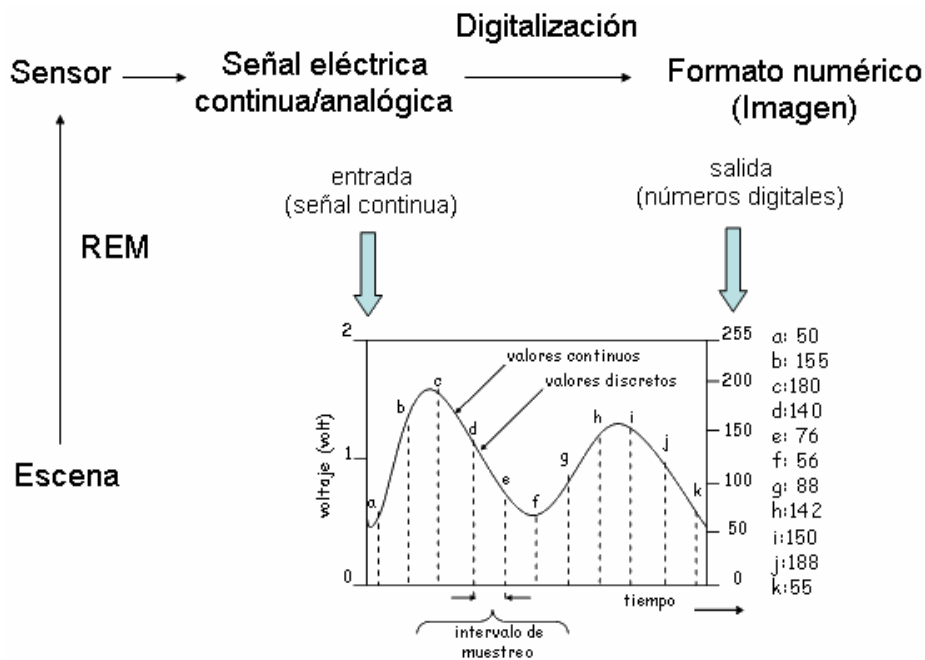 Digitalización
Sensor
Señal eléctrica
continua/analógica
Formato numérico
(Imagen)
entrada
(señal continua)
salida
(números digitales)
REM
Escena
2
1
0
voltaje (volt)
valores continuos
valores discretos
a
b
c
d
e
f
g
h
i
j
k
255
200
150
100
50
0
tiempo
intervalo de
muestreo
a: 50
b: 155
c:180
d:140
e: 76
f: 56
g: 88
h:142
i:150
j:188
k:55